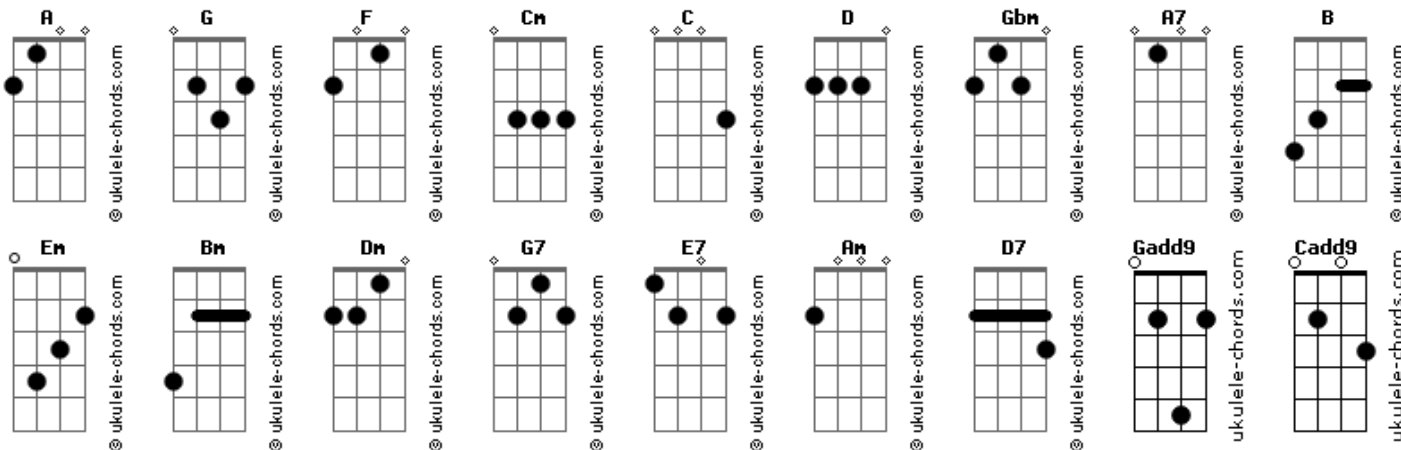 A G F Cm C D Gbm A7 B
© ukulele-chords.com © ukulele-chords.com © ukulele-chords.com © ukulele-chords.com © ukulele-chords.com © ukulele-chords.com © ukulele-chords.com © ukulele-chords.com © ukulele-chords.com
Em Bm Dm G7 E7 Am D7 Gadd9 Cadd9
© ukulele-chords.com © ukulele-chords.com © ukulele-chords.com © ukulele-chords.com © ukulele-chords.com © ukulele-chords.com © ukulele-chords.com ukulele-chords.com ukulele-chords.com